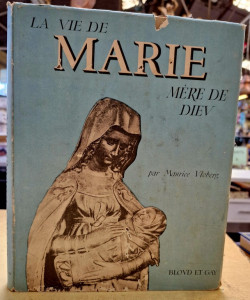 LA VIE DE
MARIE
MÈRE DE
DIEV
par Maurice Vloberg
BLOUD ET GAY